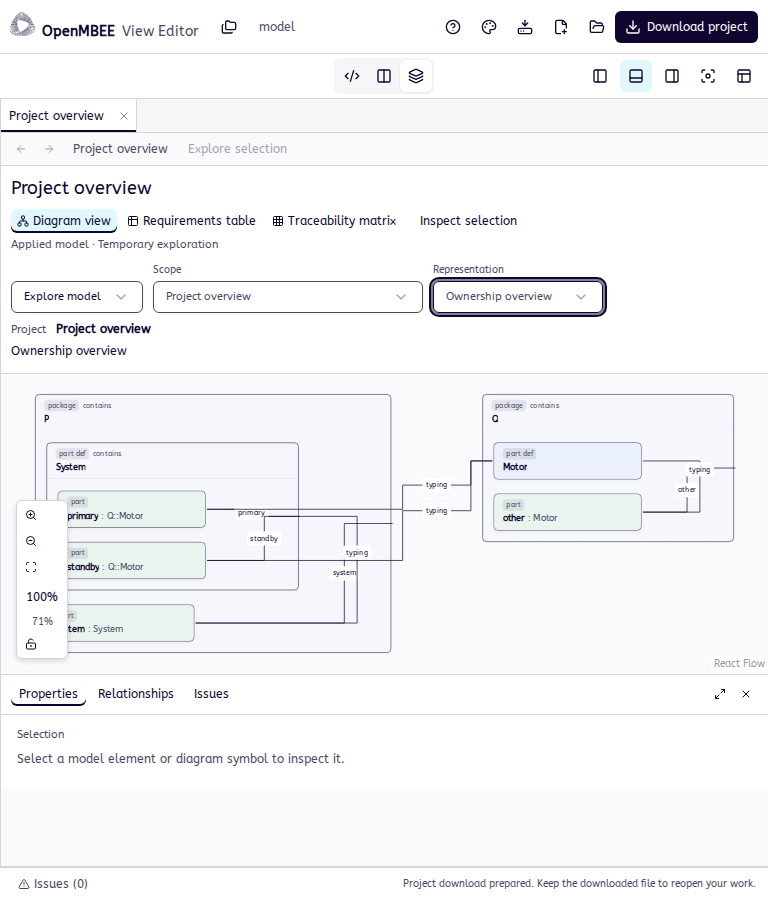 OpenMBEE View Editor model Download project
Project overview
Project overview Explore selection
Project overview
Diagram view Requirements table Traceability matrix Inspect selection
Applied model · Temporary exploration
Scope Representation
Explore model Project overview Ownership overview
Project Project overview
Ownership overview
package contains
P
part def contains
System
part
primary : Q::Motor
part
standby : Q::Motor
rt
tem : System
primary
standby
typing
system
typing
typing
package contains
Q
part def
Motor
part
other : Motor
typing
other
100%
71%
React Flow
Properties Relationships Issues
Selection
Select a model element or diagram symbol to inspect it.
Issues (0) Project download prepared. Keep the downloaded file to reopen your work.